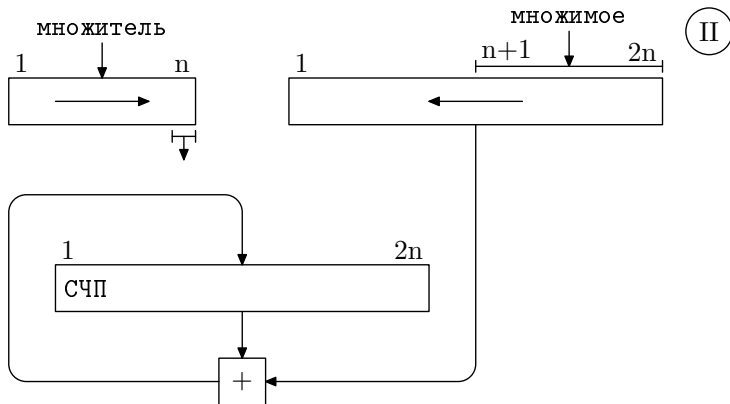 множитель
множимое
II
1
n
1
n+1
2n
1
2n
СЧП
+